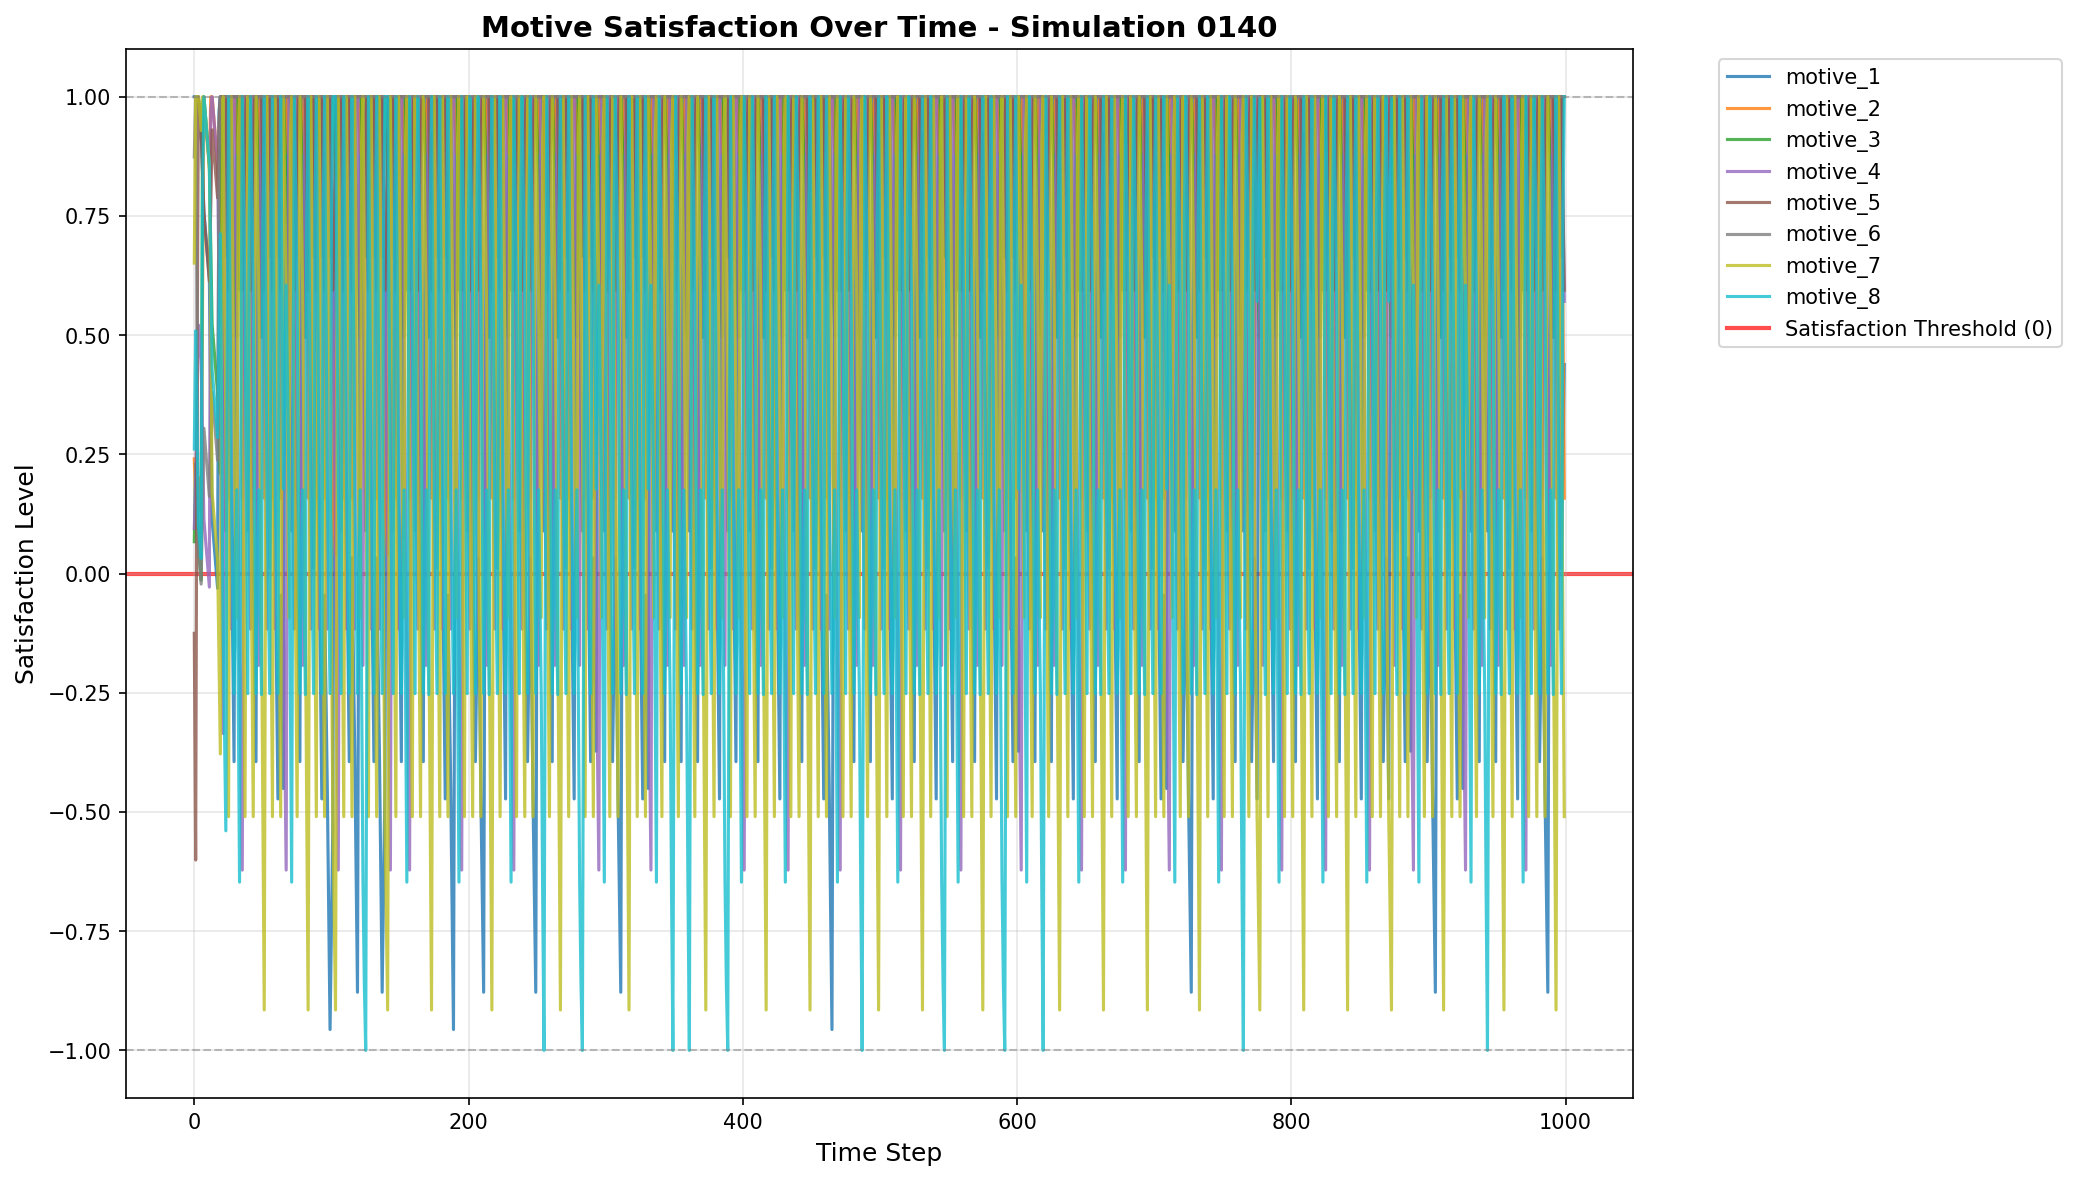 Motive Satisfaction Over Time - Simulation 0140
1.00
0.75
0.50
0.25
0.00
−0.25
−0.50
−0.75
−1.00
Satisfaction Level
0
200
400
600
800
1000
Time Step
motive_1
motive_2
motive_3
motive_4
motive_5
motive_6
motive_7
motive_8
Satisfaction Threshold (0)